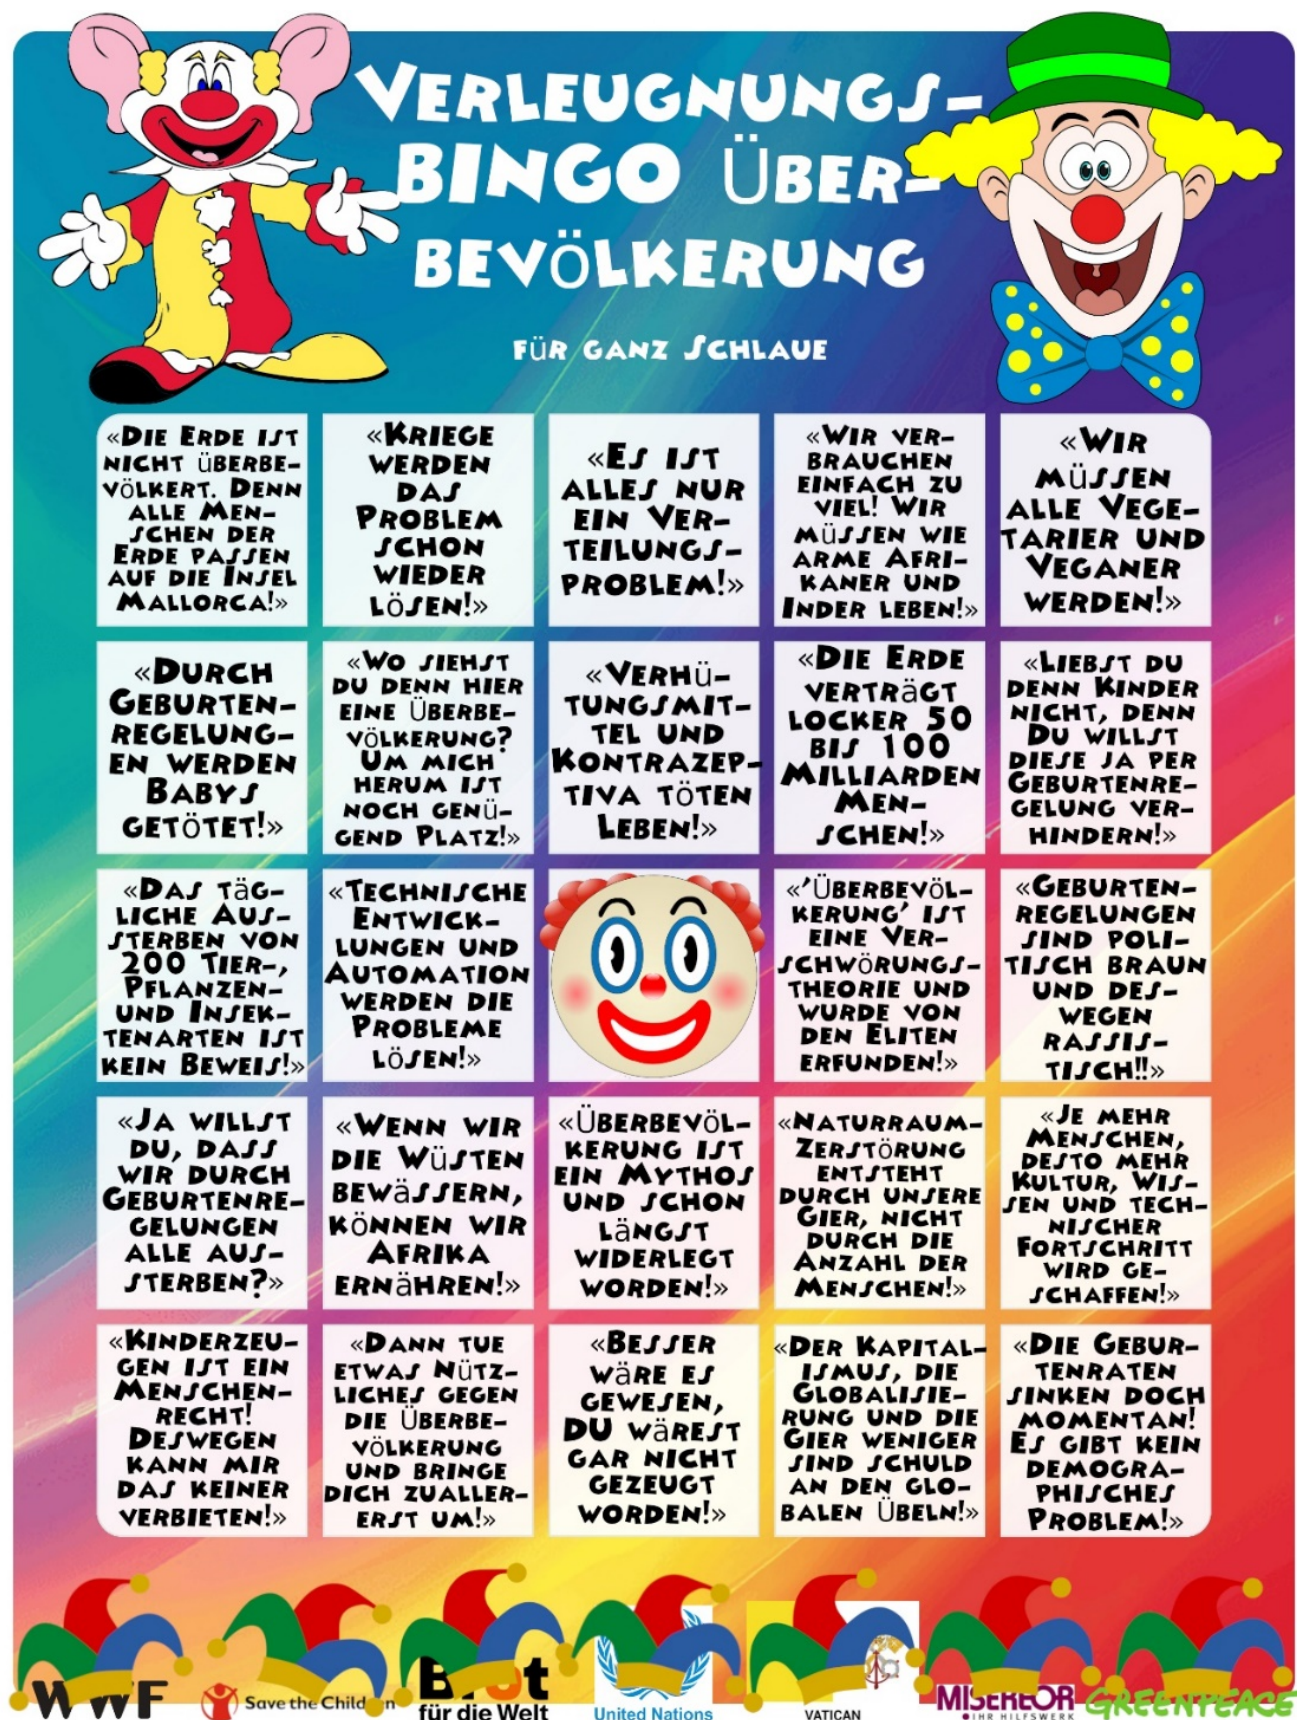 VERLEUGNUNGS-
BINGO ÜBER-
BEVÖLKERUNG
FÜR GANZ SCHLAUE
«DIE ERDE IST
NICHT ÜBERBE-
VÖLKERT. DENN
ALLE MEN-
SCHEN DER
ERDE PASSEN
AUF DIE INSEL
MALLORCA!»
«KRIEGE
WERDEN
DAS
PROBLEM
SCHON
WIEDER
LÖSEN!»
«ES IST
ALLES NUR
EIN VER-
TEILUNGS-
PROBLEM!»
«WIR VER-
BRAUCHEN
EINFACH ZU
VIEL! WIR
MÜSSEN WIE
ARME AFRI-
KANER UND
INDER LEBEN!»
«WIR
MÜSSEN
ALLE VEGE-
TARIER UND
VEGANER
WERDEN!»
«DURCH
GEBURTEN-
REGELUNG-
EN WERDEN
BABYS
GETÖTET!»
«WO SIEHST
DU DENN HIER
EINE ÜBERBE-
VÖLKERUNG?
UM MICH
HERUM IST
NOCH GENÜ-
GEND PLATZ!»
«VERHÜ-
TUNGSMIT-
TEL UND
KONTRAZEP-
TIVA TÖTEN
LEBEN!»
«DIE ERDE
VERTRÄGT
LOCKER 50
BIS 100
MILLIARDEN
MEN-
SCHEN!»
«LIEBST DU
DENN KINDER
NICHT, DENN
DU WILLST
DIESE JA PER
GEBURTENRE-
GELUNG VER-
HINDERN!»
«DAS TÄG-
LICHE AUS-
STERBEN VON
200 TIER-,
PFLANZEN-
UND INSEK-
TENARTEN IST
KEIN BEWEIS!»
«TECHNISCHE
ENTWICK-
LUNGEN UND
AUTOMATION
WERDEN DIE
PROBLEME
LÖSEN!»
«'ÜBERBEVÖL-
KERUNG' IST
EINE VER-
SCHWÖRUNGS-
THEORIE UND
WURDE VON
DEN ELITEN
ERFUNDEN!»
«GEBURTEN-
REGELUNGEN
SIND POLI-
TISCH BRAUN
UND DES-
WEGEN
RASSIS-
TISCH!!»
«JA WILLST
DU, DASS
WIR DURCH
GEBURTENRE-
GELUNGEN
ALLE AUS-
STERBEN?»
«WENN WIR
DIE WÜSTEN
BEWÄSSERN,
KÖNNEN WIR
AFRIKA
ERNÄHREN!»
«ÜBERBEVÖL-
KERUNG IST
EIN MYTHOS
UND SCHON
LÄNGST
WIDERLEGT
WORDEN!»
«NATURRAUM-
ZERSTÖRUNG
ENTSTEHT
DURCH UNSERE
GIER, NICHT
DURCH DIE
ANZAHL DER
MENSCHEN!»
«JE MEHR
MENSCHEN,
DESTO MEHR
KULTUR, WIS-
SEN UND TECH-
NISCHER
FORTSCHRITT
WIRD GE-
SCHAFFEN!»
«KINDERZEU-
GEN IST EIN
MENSCHEN-
RECHT!
DESWEGEN
KANN MIR
DAS KEINER
VERBIETEN!»
«DANN TUE
ETWAS NÜTZ-
LICHES GEGEN
DIE ÜBERBE-
VÖLKERUNG
UND BRINGE
DICH ZUALLER-
ERST UM!»
«BESSER
WÄRE ES
GEWESEN,
DU WÄREST
GAR NICHT
GEZEUGT
WORDEN!»
«DER KAPITAL-
ISMUS, DIE
GLOBALISIE-
RUNG UND DIE
GIER WENIGER
SIND SCHULD
AN DEN GLO-
BALEN ÜBELN!»
«DIE GEBUR-
TENRATEN
SINKEN DOCH
MOMENTAN!
ES GIBT KEIN
DEMOGRA-
PHISCHES
PROBLEM!»
WWF
Save the Children
Brot
für die Welt
United Nations
VATICAN
MISEREOR
IHR HILFSWERK
GREENPEACE